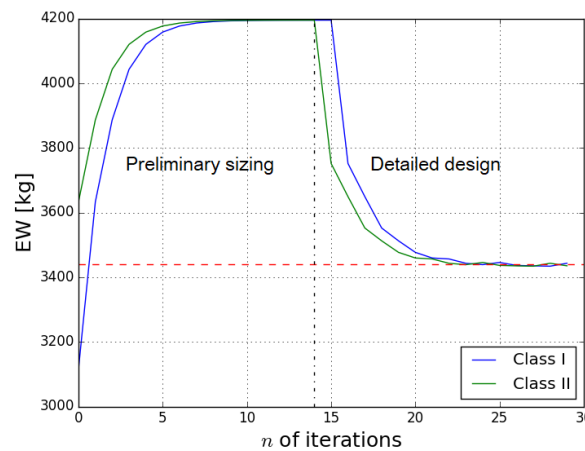 4200
4000
3800
3600
3400
3200
3000
EW [kg]
Preliminary sizing
Detailed design
Class I
Class II
0 5 10 15 20 25 30
n of iterations